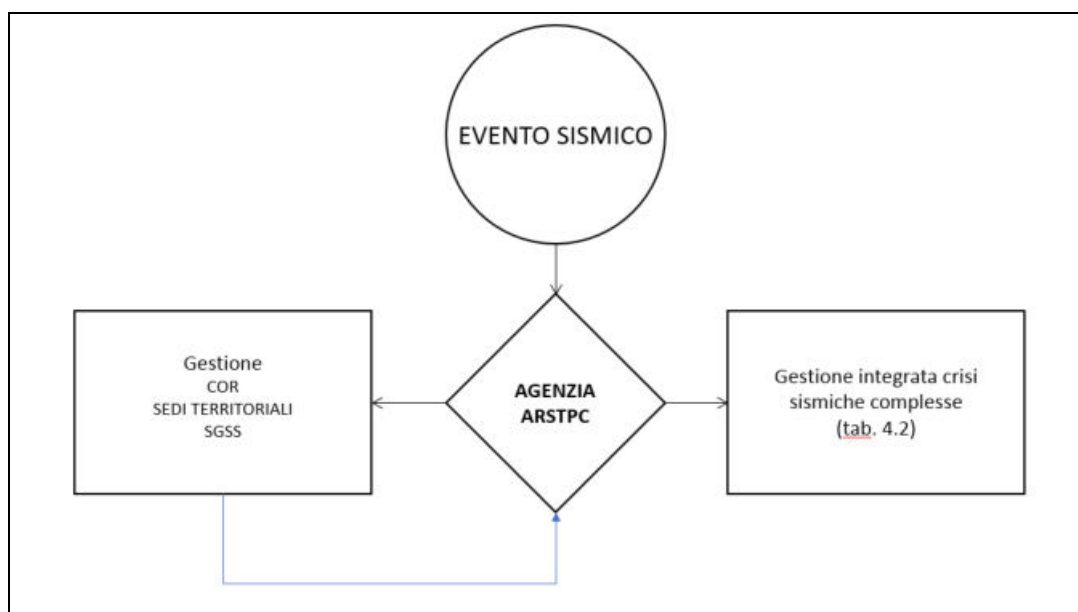 EVENTO SISMICO
Gestione
COR
SEDI TERRITORIALI
SGSS
AGENZIA
ARSTPC
Gestione integrata crisi
sismiche complesse
(tab. 4.2)